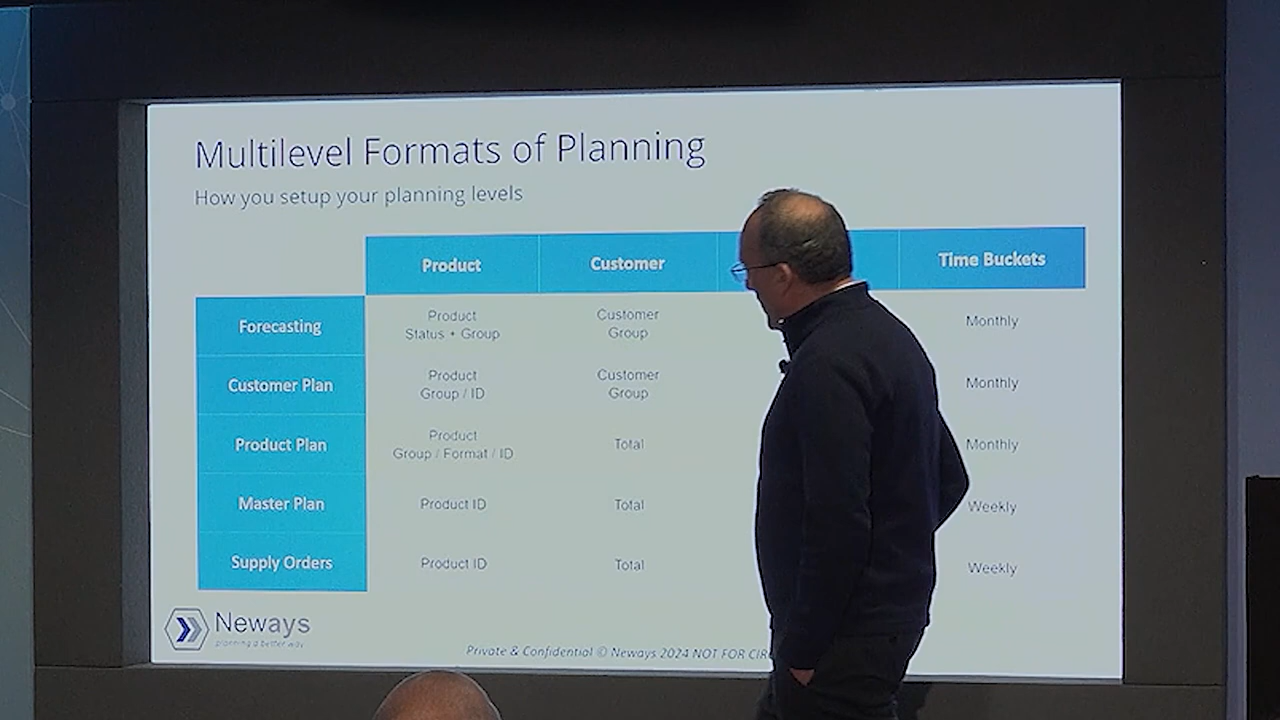 Multilevel Formats of Planning
How you setup your planning levels
Product Customer Time Buckets
Forecasting
Product
Status + Group
Customer
Group
Monthly
Customer Plan
Product
Group / ID
Customer
Group
Monthly
Product Plan
Product
Group / Format / ID
Total
Monthly
Master Plan Product ID Total Weekly
Supply Orders Product ID Total Weekly
Neways
planning a better way
Private & Confidential © Neways 2024 NOT FOR